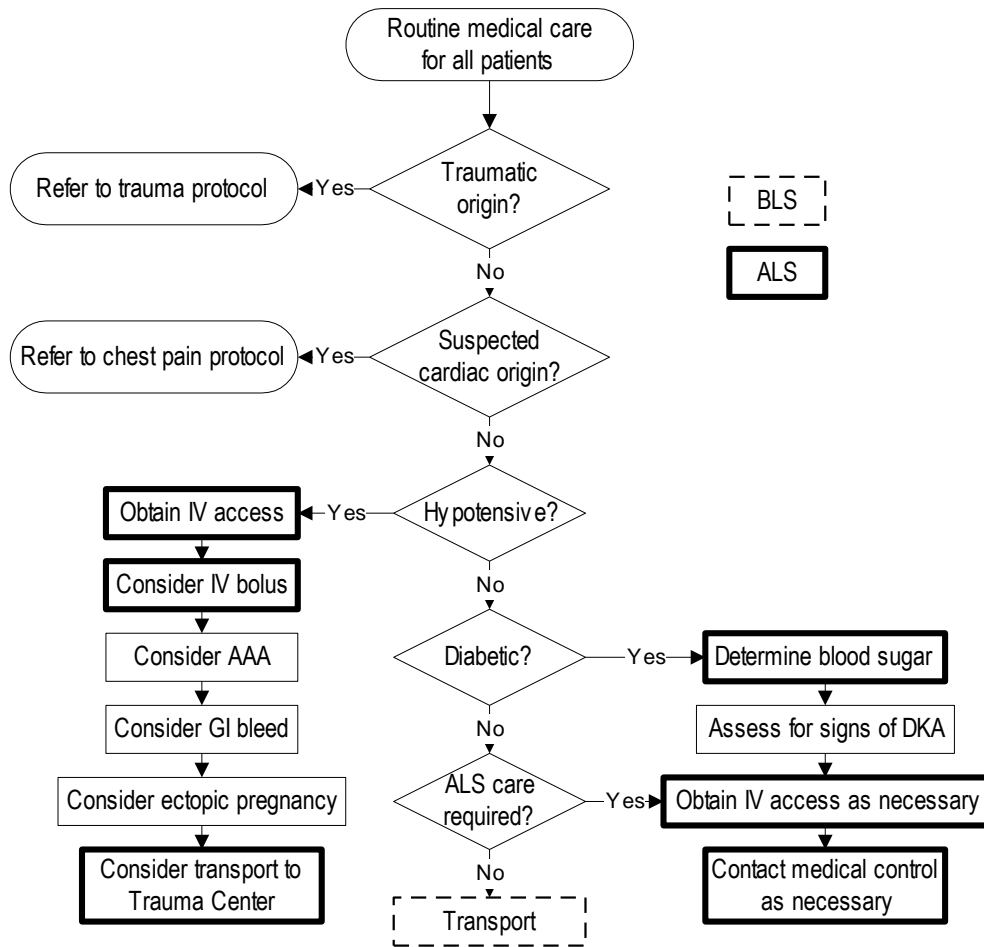 Routine medical care
for all patients
Traumatic
origin?
Yes
Refer to trauma protocol
BLS
ALS
No
Suspected
cardiac origin?
Yes
Refer to chest pain protocol
No
Hypotensive?
Yes
Obtain IV access
Consider IV bolus
Consider AAA
Consider GI bleed
Consider ectopic pregnancy
Consider transport to
Trauma Center
No
Diabetic?
Yes
Determine blood sugar
Assess for signs of DKA
No
ALS care
required?
Yes
Obtain IV access as necessary
Contact medical control
as necessary
No
Transport